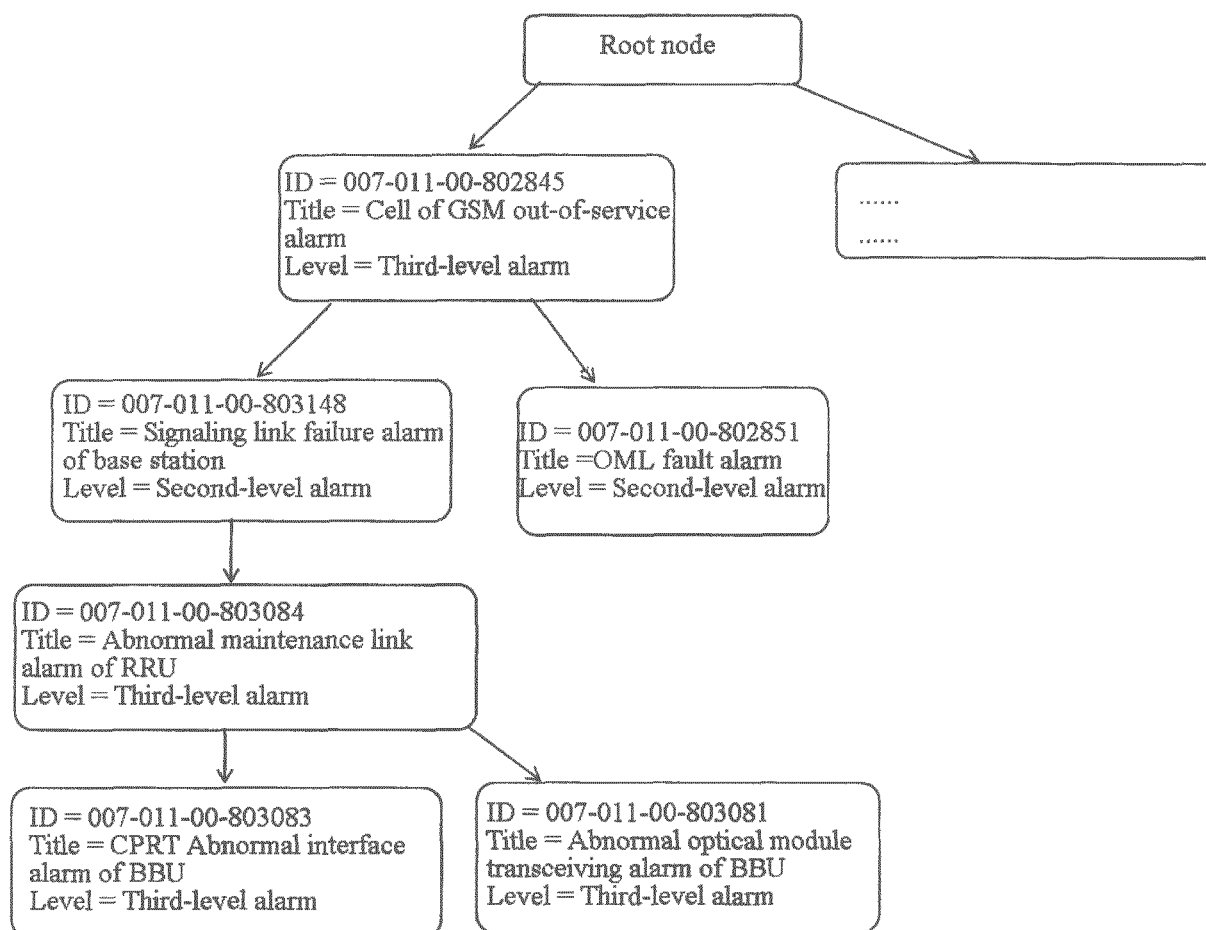 Root node
ID = 007-011-00-802845
Title = Cell of GSM out-of-service
alarm
Level = Third-level alarm
......
......
ID = 007-011-00-803148
Title = Signaling link failure alarm
of base station
Level = Second-level alarm
ID = 007-011-00-802851
Title =OML fault alarm
Level = Second-level alarm
ID = 007-011-00-803084
Title = Abnormal maintenance link
alarm of RRU
Level = Third-level alarm
ID = 007-011-00-803083
Title = CPRT Abnormal interface
alarm of BBU
Level = Third-level alarm
ID = 007-011-00-803081
Title = Abnormal optical module
transceiving alarm of BBU
Level = Third-level alarm